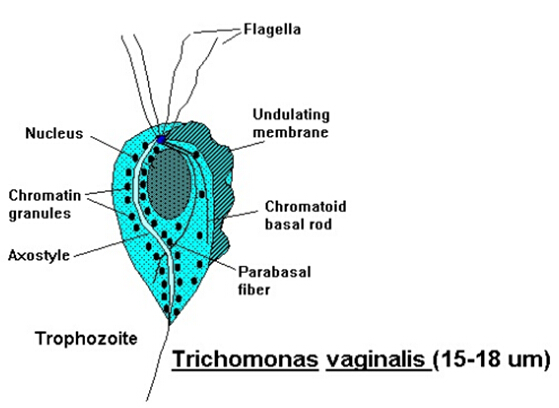 Flagella
Undulating
membrane
Nucleus
Chromatin
granules
Chromatoid
basal rod
Axostyle
Parabasal
fiber
Trophozoite
Trichomonas vaginalis (15-18 um)